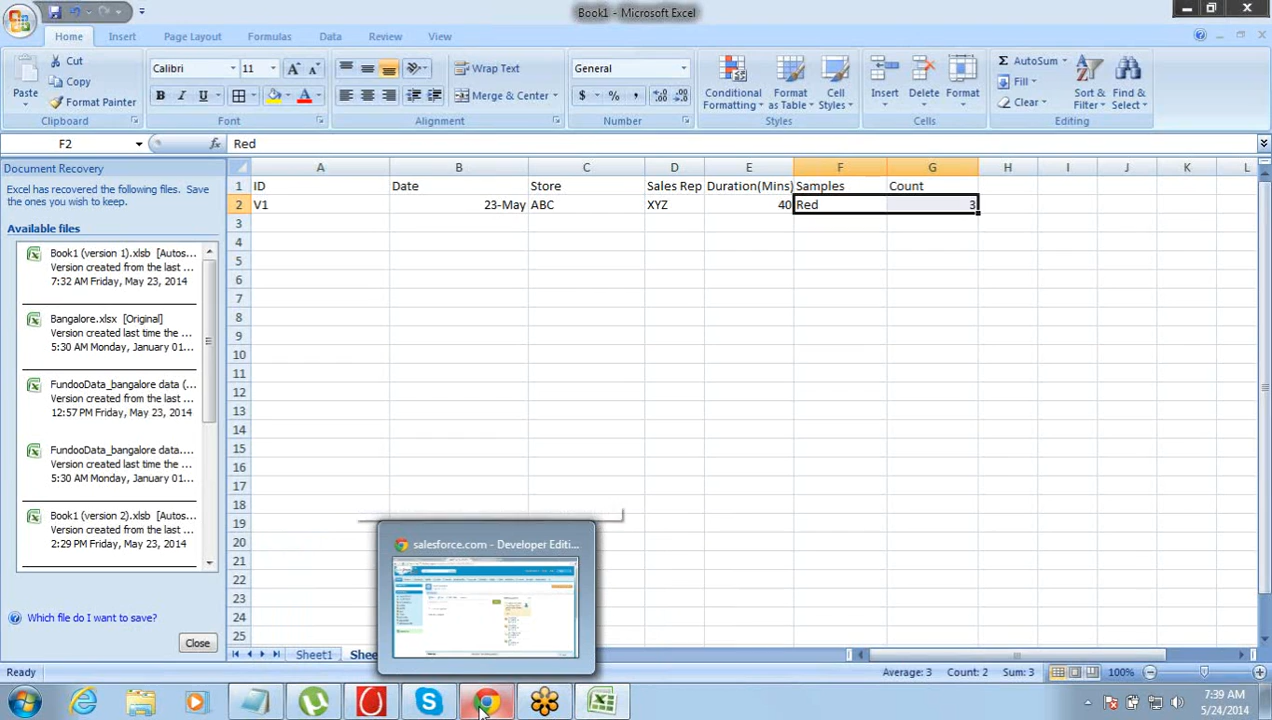 Book1 - Microsoft Excel
Home Insert Page Layout Formulas Data Review View
Cut
Copy
Format Painter
Paste
Clipboard
Calibri 11
B I U
Font
Wrap Text
Merge & Center
Alignment
General
$ % ,
Number
Conditional Formatting
Format as Table
Cell Styles
Styles
Insert Delete Format
Cells
Σ AutoSum
Fill
Clear
Sort & Filter
Find & Select
Editing
F2 fx Red
Document Recovery
Excel has recovered the following files. Save
the ones you wish to keep.
Available files
Book1 (version 1).xlsb [Autos...
Version created from the last ...
7:32 AM Friday, May 23, 2014
Bangalore.xlsx [Original]
Version created last time the ...
5:30 AM Monday, January 01...
FundooData_bangalore data (...
Version created from the last ...
12:57 PM Friday, May 23, 2014
FundooData_bangalore data....
Version created last time the ...
5:30 AM Monday, January 01...
Book1 (version 2).xlsb [Autos...
Version created from the last ...
2:29 PM Friday, May 23, 2014
Which file do I want to save?
Close
A B C D E F G H I J K L
1 ID Date Store Sales Rep Duration(Mins) Samples Count
2 V1 23-May ABC XYZ 40 Red 3
3
4
5
6
7
8
9
10
11
12
13
14
15
16
17
18
19
20
21
22
23
24
25
salesforce.com - Developer Editi...
Sheet1 Shee
Ready Average: 3 Count: 2 Sum: 3 100%
7:39 AM
5/24/2014